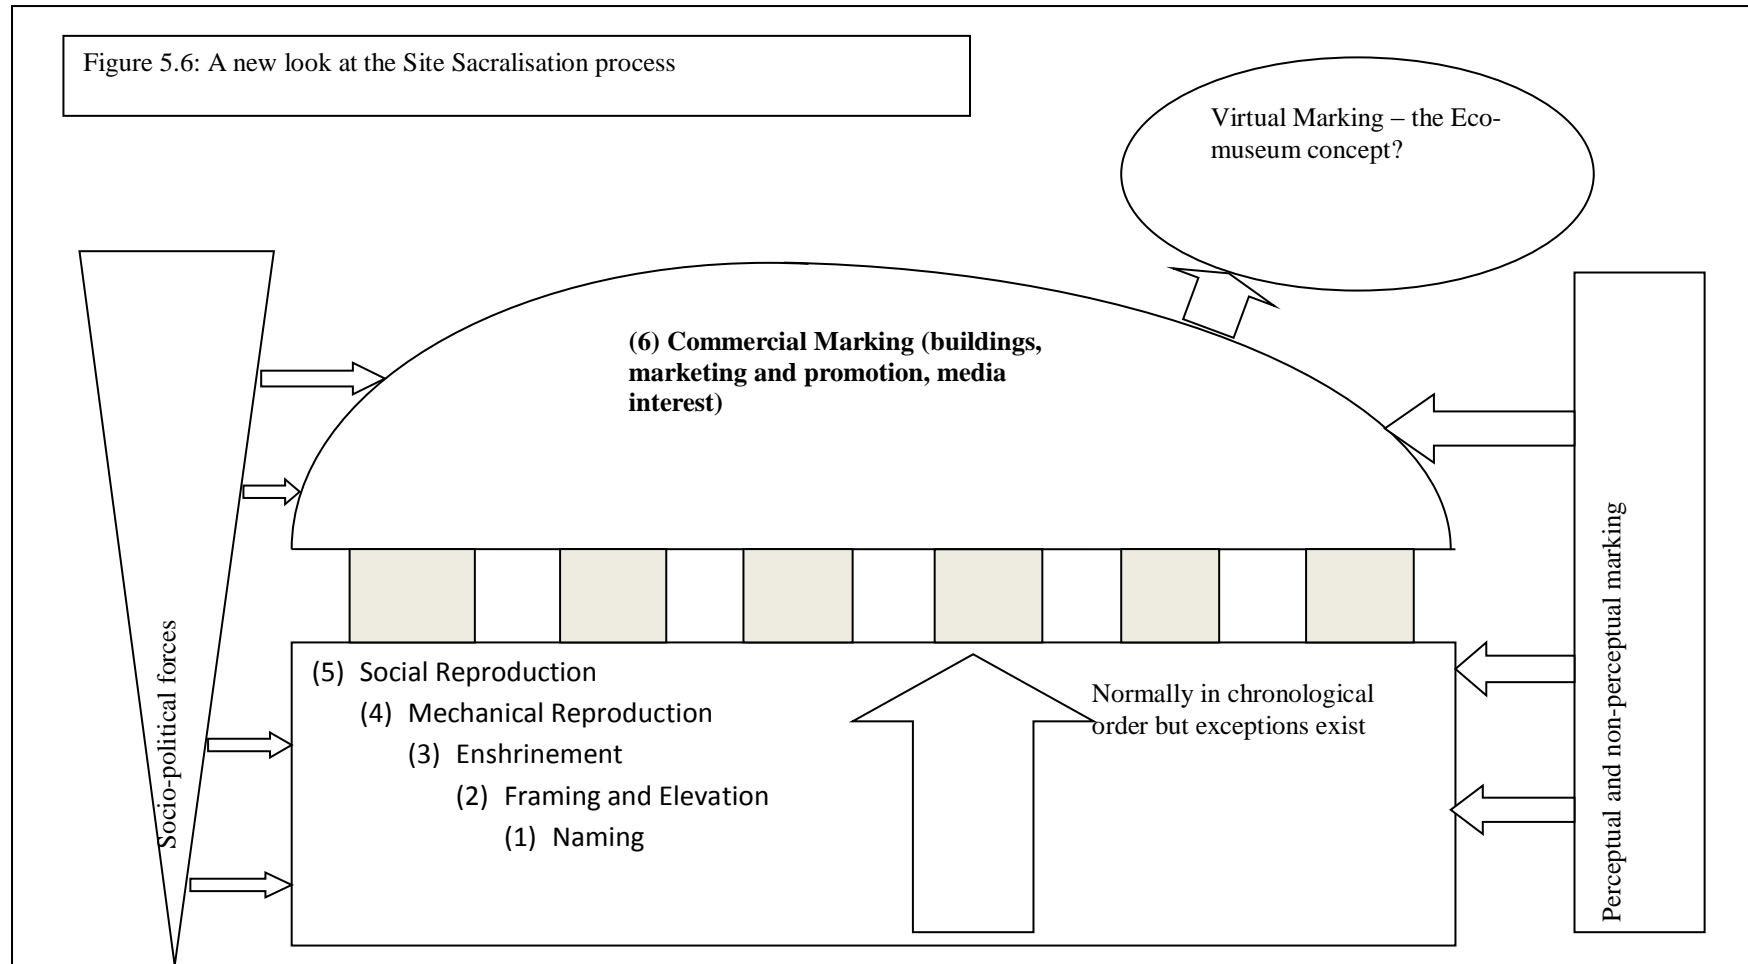 Figure 5.6: A new look at the Site Sacralisation process
Virtual Marking – the Eco-
museum concept?
(6) Commercial Marking (buildings,
marketing and promotion, media
interest)
Socio-political forces
(5) Social Reproduction
(4) Mechanical Reproduction
(3) Enshrinement
(2) Framing and Elevation
(1) Naming
Normally in chronological
order but exceptions exist
Perceptual and non-perceptual marking